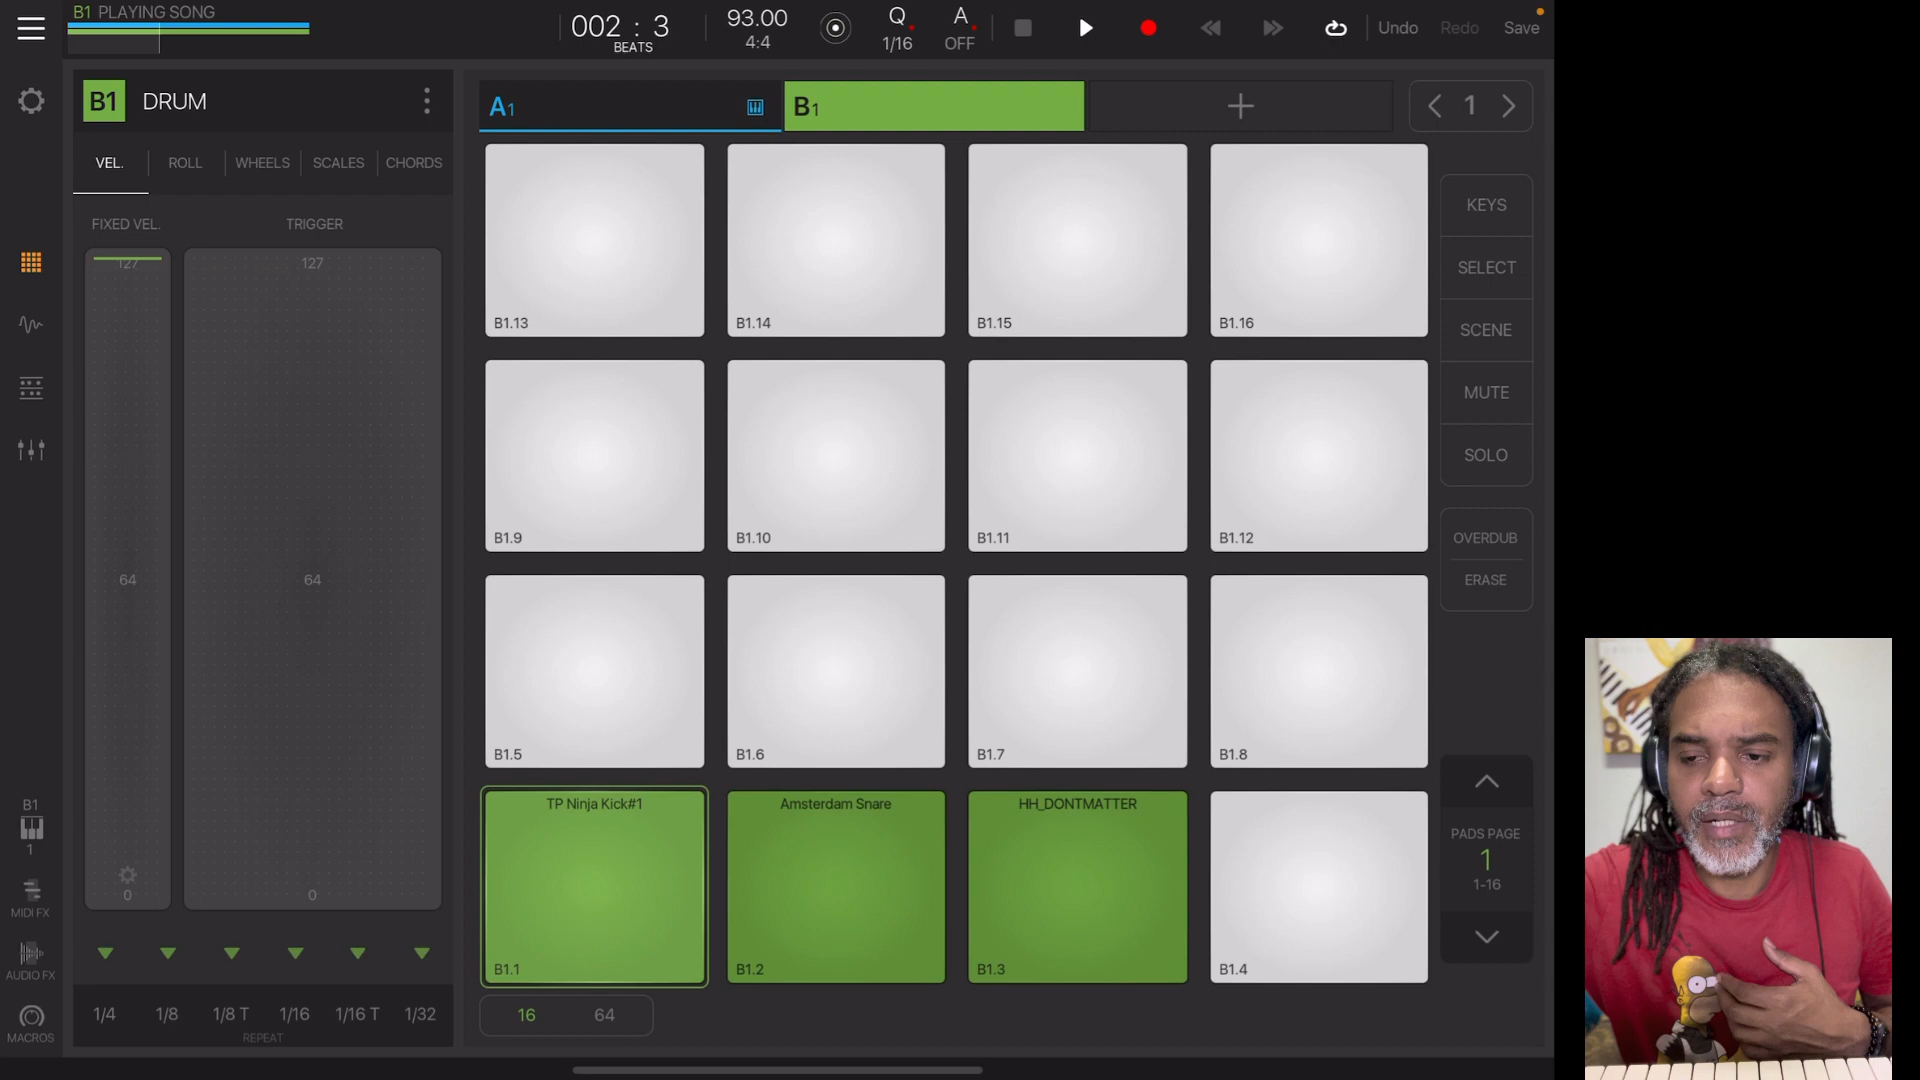 B1 PLAYING SONG
002 : 3
BEATS
93.00
4:4
Q
1/16
A
OFF
Undo
Redo
Save
B1 DRUM
A1
B1
1
VEL.
ROLL
WHEELS
SCALES
CHORDS
FIXED VEL.
TRIGGER
127
127
64
64
0
0
1/4
1/8
1/8 T
1/16
1/16 T
1/32
REPEAT
B1
1
MIDI FX
AUDIO FX
MACROS
B1.13
B1.14
B1.15
B1.16
B1.9
B1.10
B1.11
B1.12
B1.5
B1.6
B1.7
B1.8
TP Ninja Kick#1
B1.1
Amsterdam Snare
B1.2
HH_DONTMATTER
B1.3
B1.4
16
64
KEYS
SELECT
SCENE
MUTE
SOLO
OVERDUB
ERASE
PADS PAGE
1
1-16